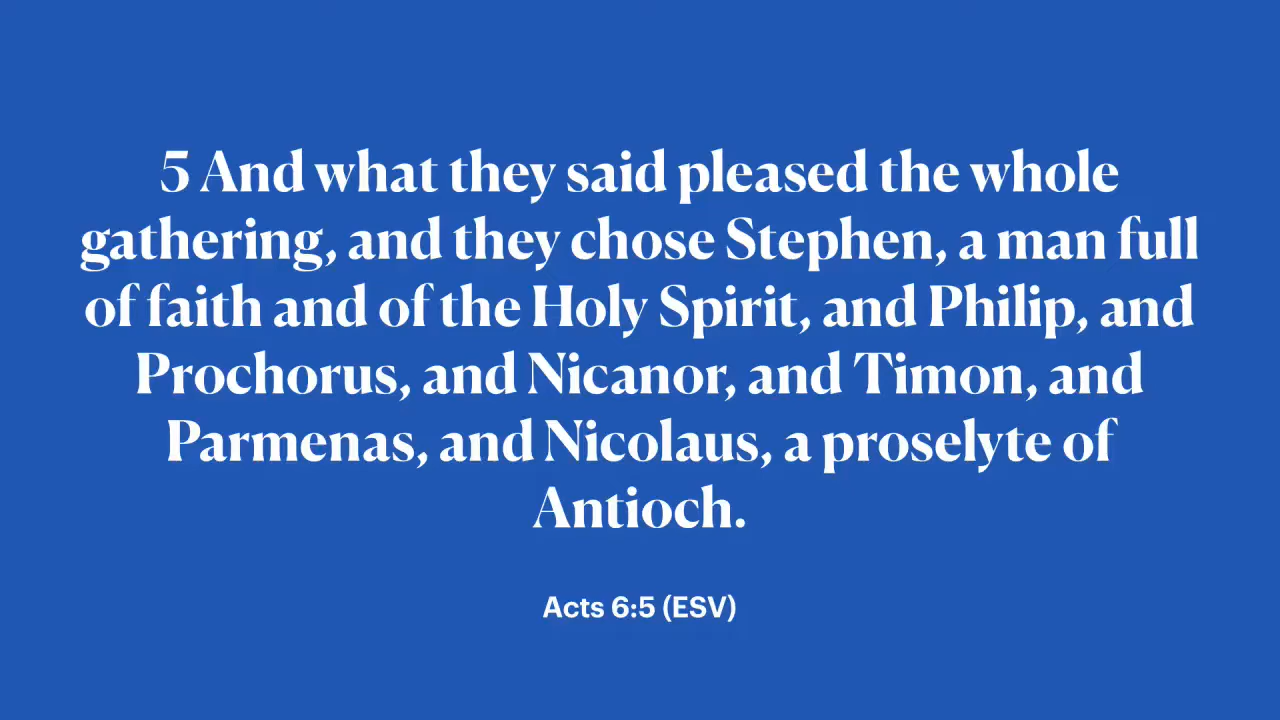 5 And what they said pleased the whole
gathering, and they chose Stephen, a man full
of faith and of the Holy Spirit, and Philip, and
Prochorus, and Nicanor, and Timon, and
Parmenas, and Nicolaus, a proselyte of
Antioch.
Acts 6:5 (ESV)